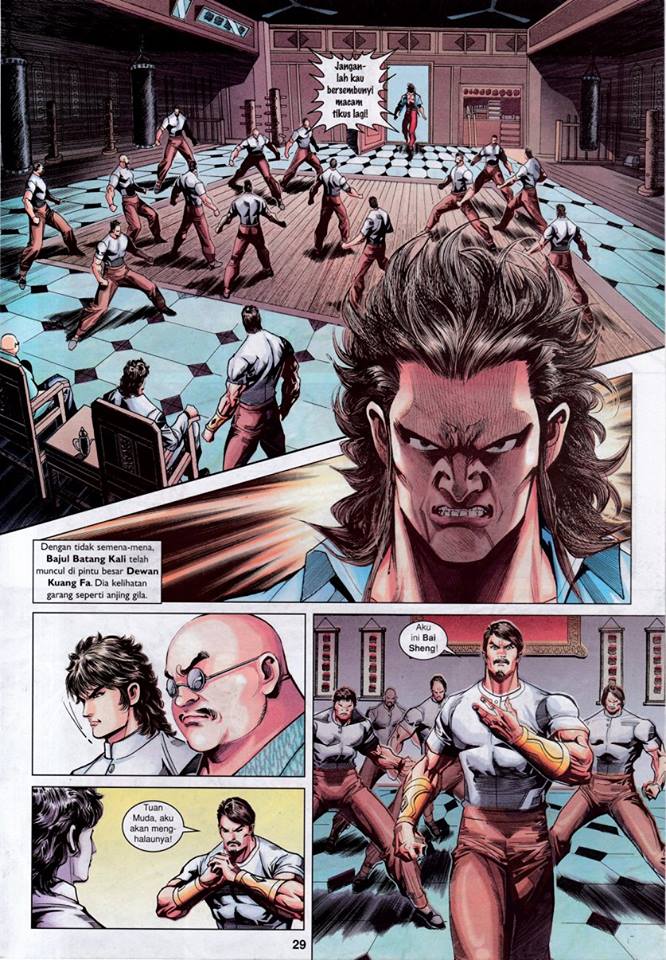 Jangan-
lah kau
bersembunyi
macam
tikus lagi!
Dengan tidak semena-mena,
Bajul Batang Kali telah
muncul di pintu besar Dewan
Kuang Fa. Dia kelihatan
garang seperti anjing gila.
Aku
ini Bai
Sheng!
Tuan
Muda, aku
akan meng-
halaunya!
29